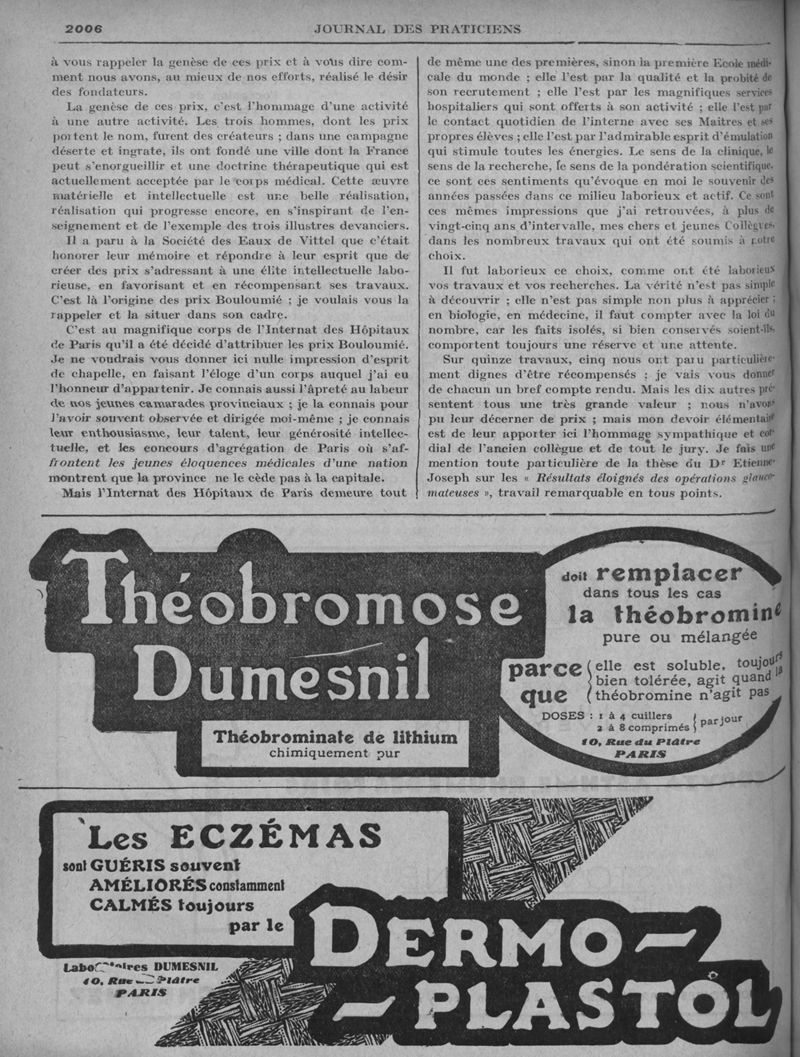 2006
JOURNAL DES PRATICIENS
à vous rappeler la genèse de ces prix et à vous dire com-
ment nous avons, au mieux de nos efforts, réalisé le désir
des fondateurs.
La genèse de ces prix, c'est l'hommage d'une activité
à une autre activité. Les trois hommes, dont les prix
portent le nom, furent des créateurs ; dans une campagne
déserte et ingrate, ils ont fondé une ville dont la France
peut s'enorgueillir et une doctrine thérapeutique qui est
actuellement acceptée par le corps médical. Cette œuvre
matérielle et intellectuelle est une belle réalisation,
réalisation qui progresse encore, en s'inspirant de l'en-
seignement et de l'exemple des trois illustres devanciers.
Il a paru à la Société des Eaux de Vittel que c'était
honorer leur mémoire et répondre à leur esprit que de
créer des prix s'adressant à une élite intellectuelle labo-
rieuse, en favorisant et en récompensant ses travaux.
C'est là l'origine des prix Bouloumié ; je voulais vous la
rappeler et la situer dans son cadre.
C'est au magnifique corps de l'Internat des Hôpitaux
de Paris qu'il a été décidé d'attribuer les prix Bouloumié.
Je ne voudrais vous donner ici nulle impression d'esprit
de chapelle, en faisant l'éloge d'un corps auquel j'ai eu
l'honneur d'appartenir. Je connais aussi l'âpreté au labeur
de nos jeunes camarades provinciaux ; je la connais pour
l'avoir souvent observée et dirigée moi-même ; je connais
leur enthousiasme, leur talent, leur générosité intellec-
tuelle, et les concours d'agrégation de Paris où s'af-
frontent les jeunes éloquences médicales d'une nation
montrent que la province ne le cède pas à la capitale.
Mais l'Internat des Hôpitaux de Paris demeure tout
de même une des premières, sinon la première Ecole médi-
cale du monde ; elle l'est par la qualité et la probité de
son recrutement ; elle l'est par les magnifiques services
hospitaliers qui sont offerts à son activité ; elle l'est par
le contact quotidien de l'interne avec ses Maîtres et ses
propres élèves ; elle l'est par l'admirable esprit d'émulation
qui stimule toutes les énergies. Le sens de la clinique, le
sens de la recherche, le sens de la pondération scientifique,
ce sont ces sentiments qu'évoque en moi le souvenir des
années passées dans ce milieu laborieux et actif. Ce sont
ces mêmes impressions que j'ai retrouvées, à plus de
vingt-cinq ans d'intervalle, mes chers et jeunes Collègues,
dans les nombreux travaux qui ont été soumis à notre
choix.
Il fut laborieux ce choix, comme ont été laborieux
vos travaux et vos recherches. La vérité n'est pas simple
à découvrir ; elle n'est pas simple non plus à apprécier ;
en biologie, en médecine, il faut compter avec la loi du
nombre, car les faits isolés, si bien conservés soient-ils,
comportent toujours une réserve et une attente.
Sur quinze travaux, cinq nous ont paru particulière-
ment dignes d'être récompensés ; je vais vous donner
de chacun un bref compte rendu. Mais les dix autres pré-
sentent tous une très grande valeur ; nous n'avons
pu leur décerner de prix ; mais mon devoir élémentaire
est de leur apporter ici l'hommage sympathique et cor-
dial de l'ancien collègue et de tout le jury. Je fais une
mention toute particulière de la thèse du Dr Etienne-
Joseph sur les « Résultats éloignés des opérations glauco-
mateuses », travail remarquable en tous points.
Théobromose
Dumesnil
Théobrominate de lithium
chimiquement pur
doit remplacer
dans tous les cas
la théobromine
pure ou mélangée
parce que
elle est soluble, toujours
bien tolérée, agit quand la
théobromine n'agit pas
DOSES : 1 à 4 cuillers
2 à 8 comprimés
par jour
10, Rue du Plâtre
PARIS
Les ECZÉMAS
sont GUÉRIS souvent
AMÉLIORÉS constamment
CALMÉS toujours
par le
DERMO-
-PLASTÔL
Laboratoires DUMESNIL
10, Rue du Plâtre
PARIS